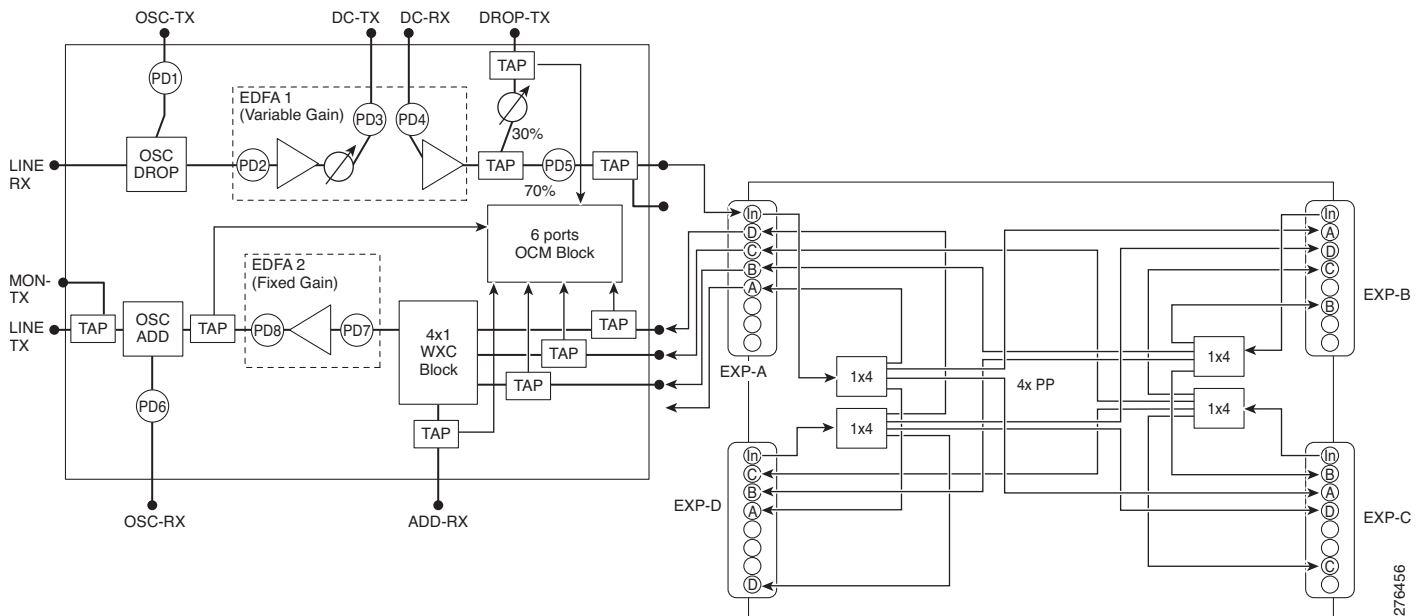 OSC-TX
DC-TX
DC-RX
DROP-TX
PD1
TAP
EDFA 1
(Variable Gain)
PD3
PD4
30%
LINE
RX
OSC
DROP
PD2
TAP
PD5
TAP
70%
6 ports
OCM Block
MON-
TX
LINE
TX
TAP
OSC
ADD
TAP
EDFA 2
(Fixed Gain)
PD8
PD7
4x1
WXC
Block
TAP
TAP
TAP
PD6
TAP
OSC-RX
ADD-RX
In
D
C
B
A
EXP-A
In
A
D
C
B
EXP-B
1x4
1x4
4x PP
1x4
1x4
In
C
B
A
D
EXP-D
In
B
A
D
C
EXP-C
276456